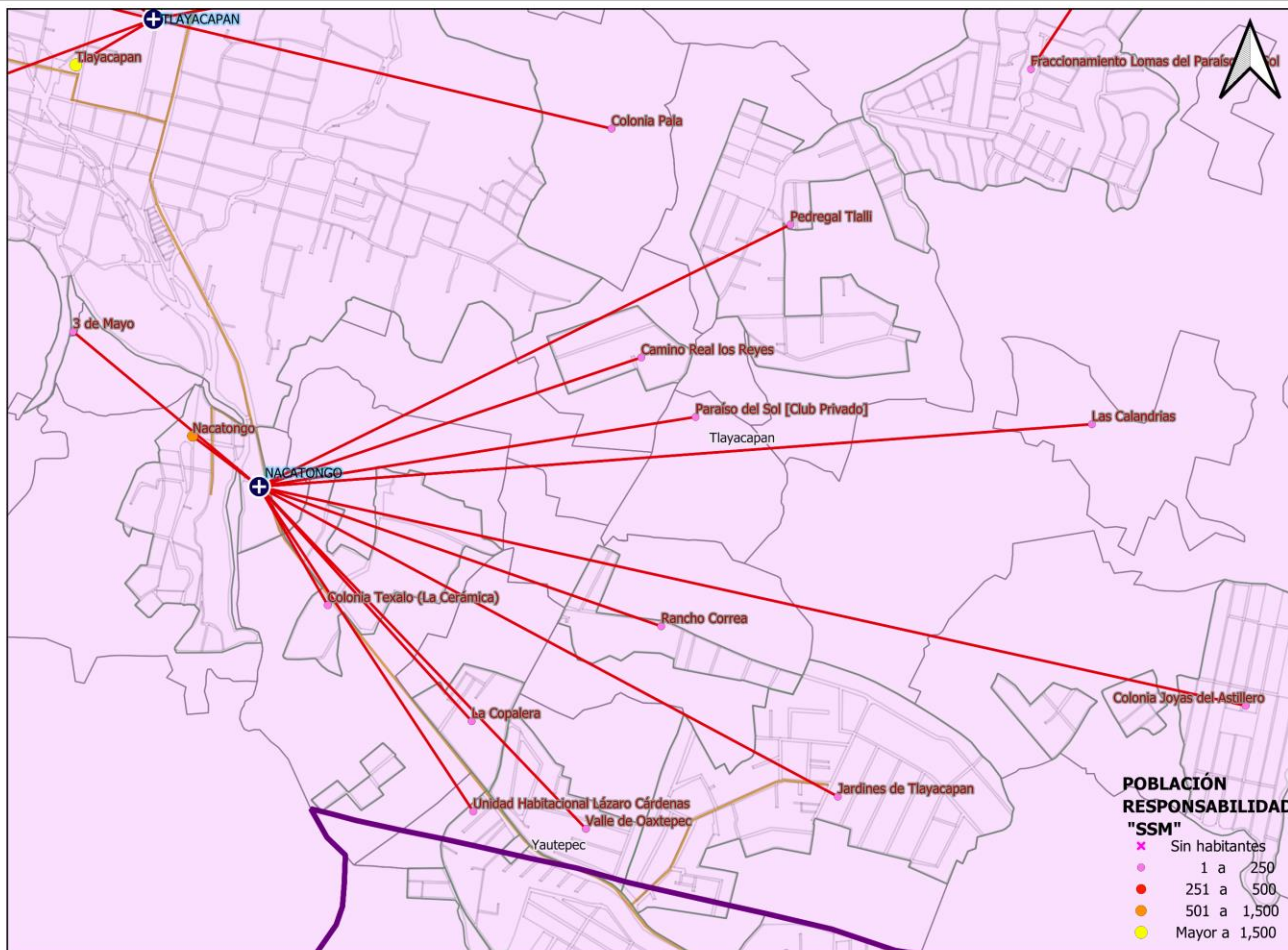 TLAYACAPAN
Tlayacapan
Fraccionamiento Lomas del Paraíso Sol
Colonia Pala
Pedregal Tlalli
3 de Mayo
Camino Real los Reyes
Paraíso del Sol [Club Privado]
Las Calandrias
Nacatongo
Tlayacapan
NACATONGO
Colonia Texalo (La Cerámica)
Rancho Correa
Colonia Joyas del Astillero
La Copalera
Jardines de Tlayacapan
Unidad Habitacional Lázaro Cárdenas
Valle de Oaxtepec
Yautepec
POBLACIÓN
RESPONSABILIDAD
"SSM"
Sin habitantes
1 a 250
251 a 500
501 a 1,500
Mayor a 1,500